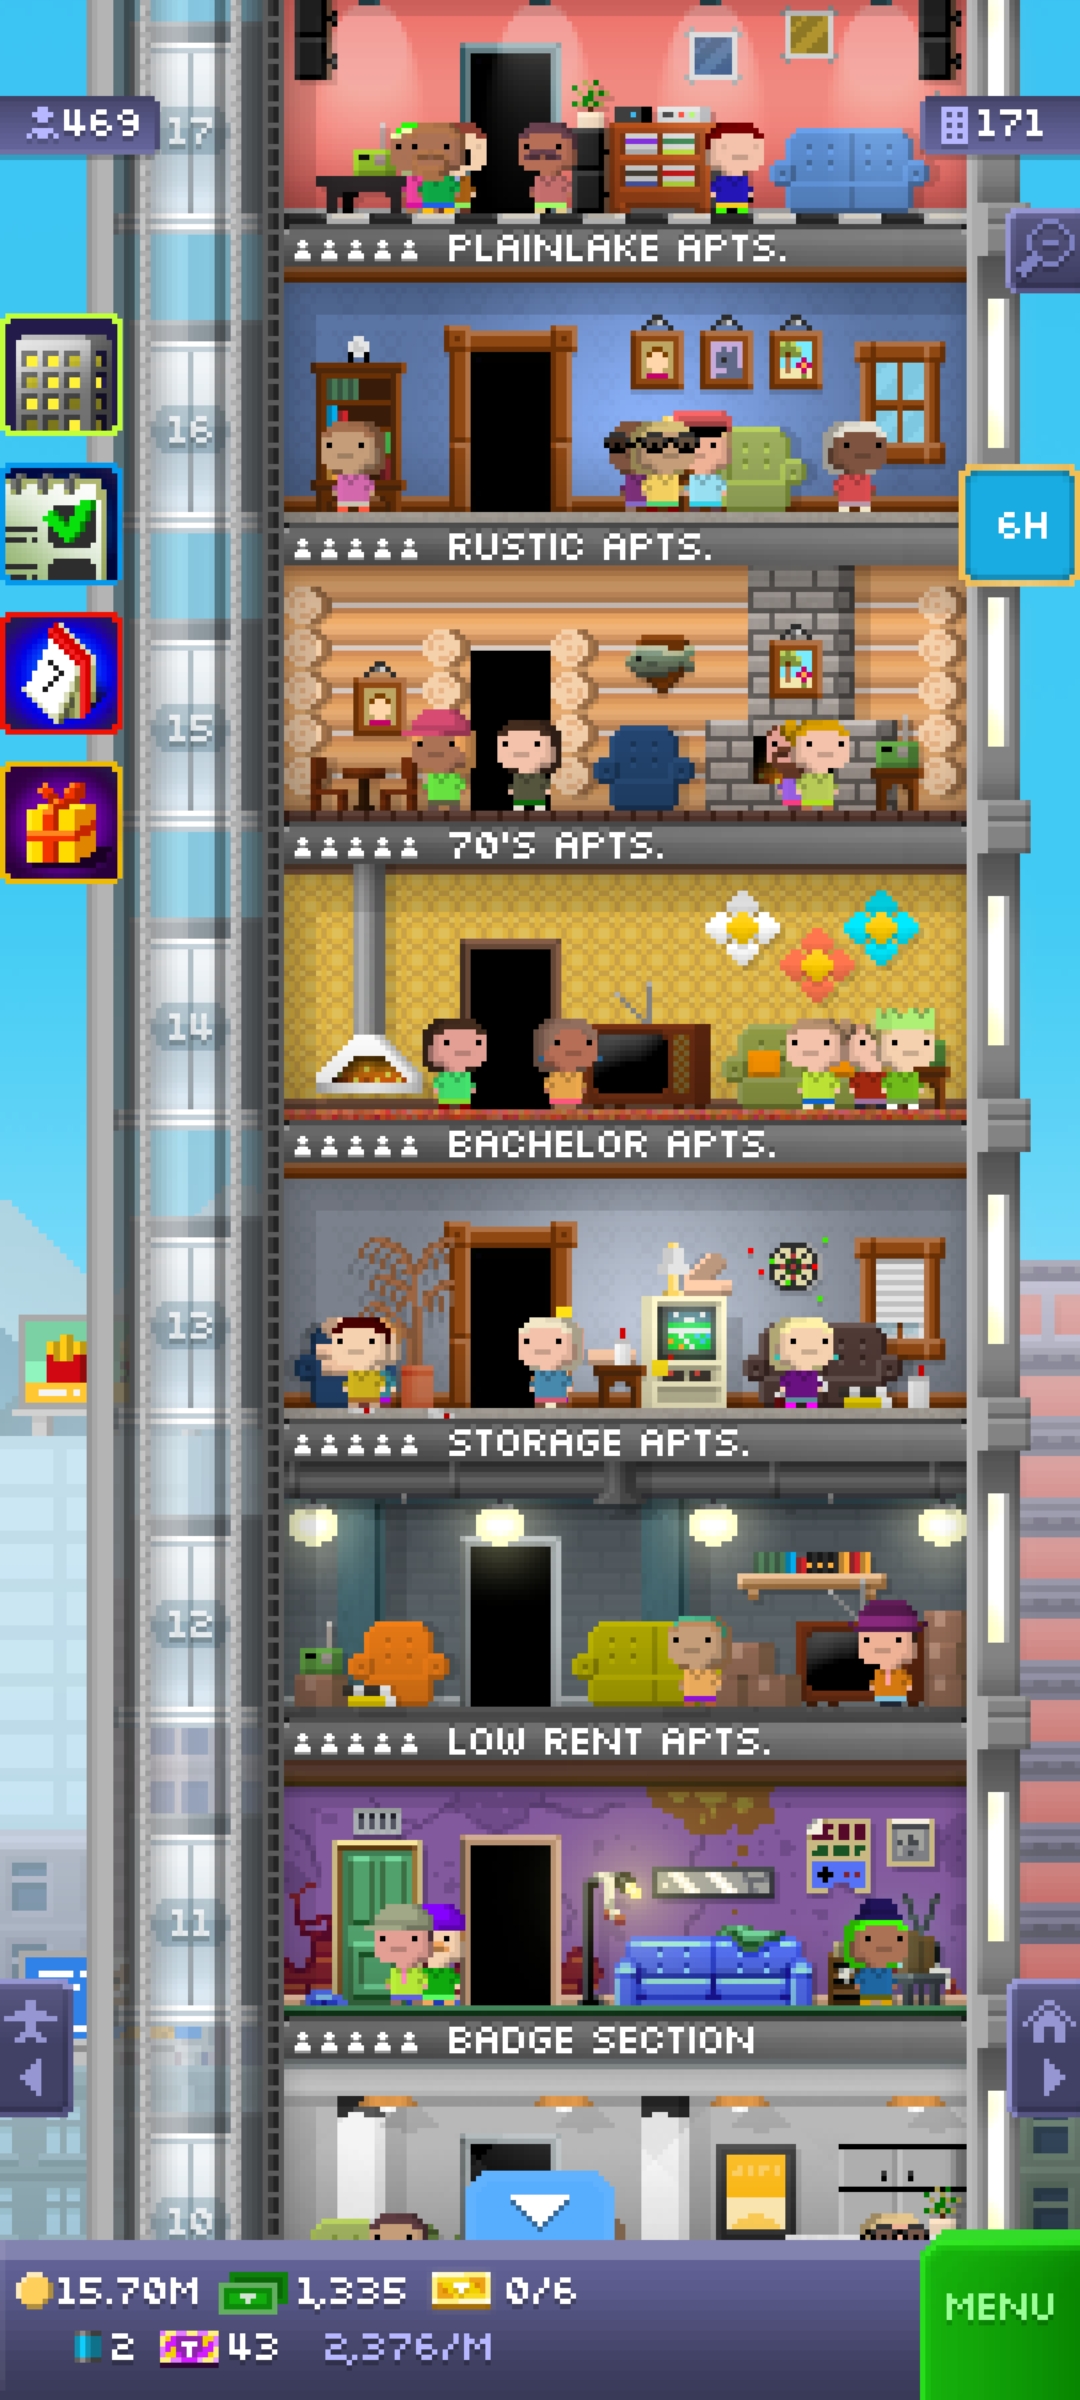 17
469
171
PLAINLAKE APTS.
16
RUSTIC APTS.
6H
15
70'S APTS.
14
BACHELOR APTS.
13
STORAGE APTS.
12
LOW RENT APTS.
11
BADGE SECTION
10
15.70M 1,335 0/6
2 43 2,376/M
MENU